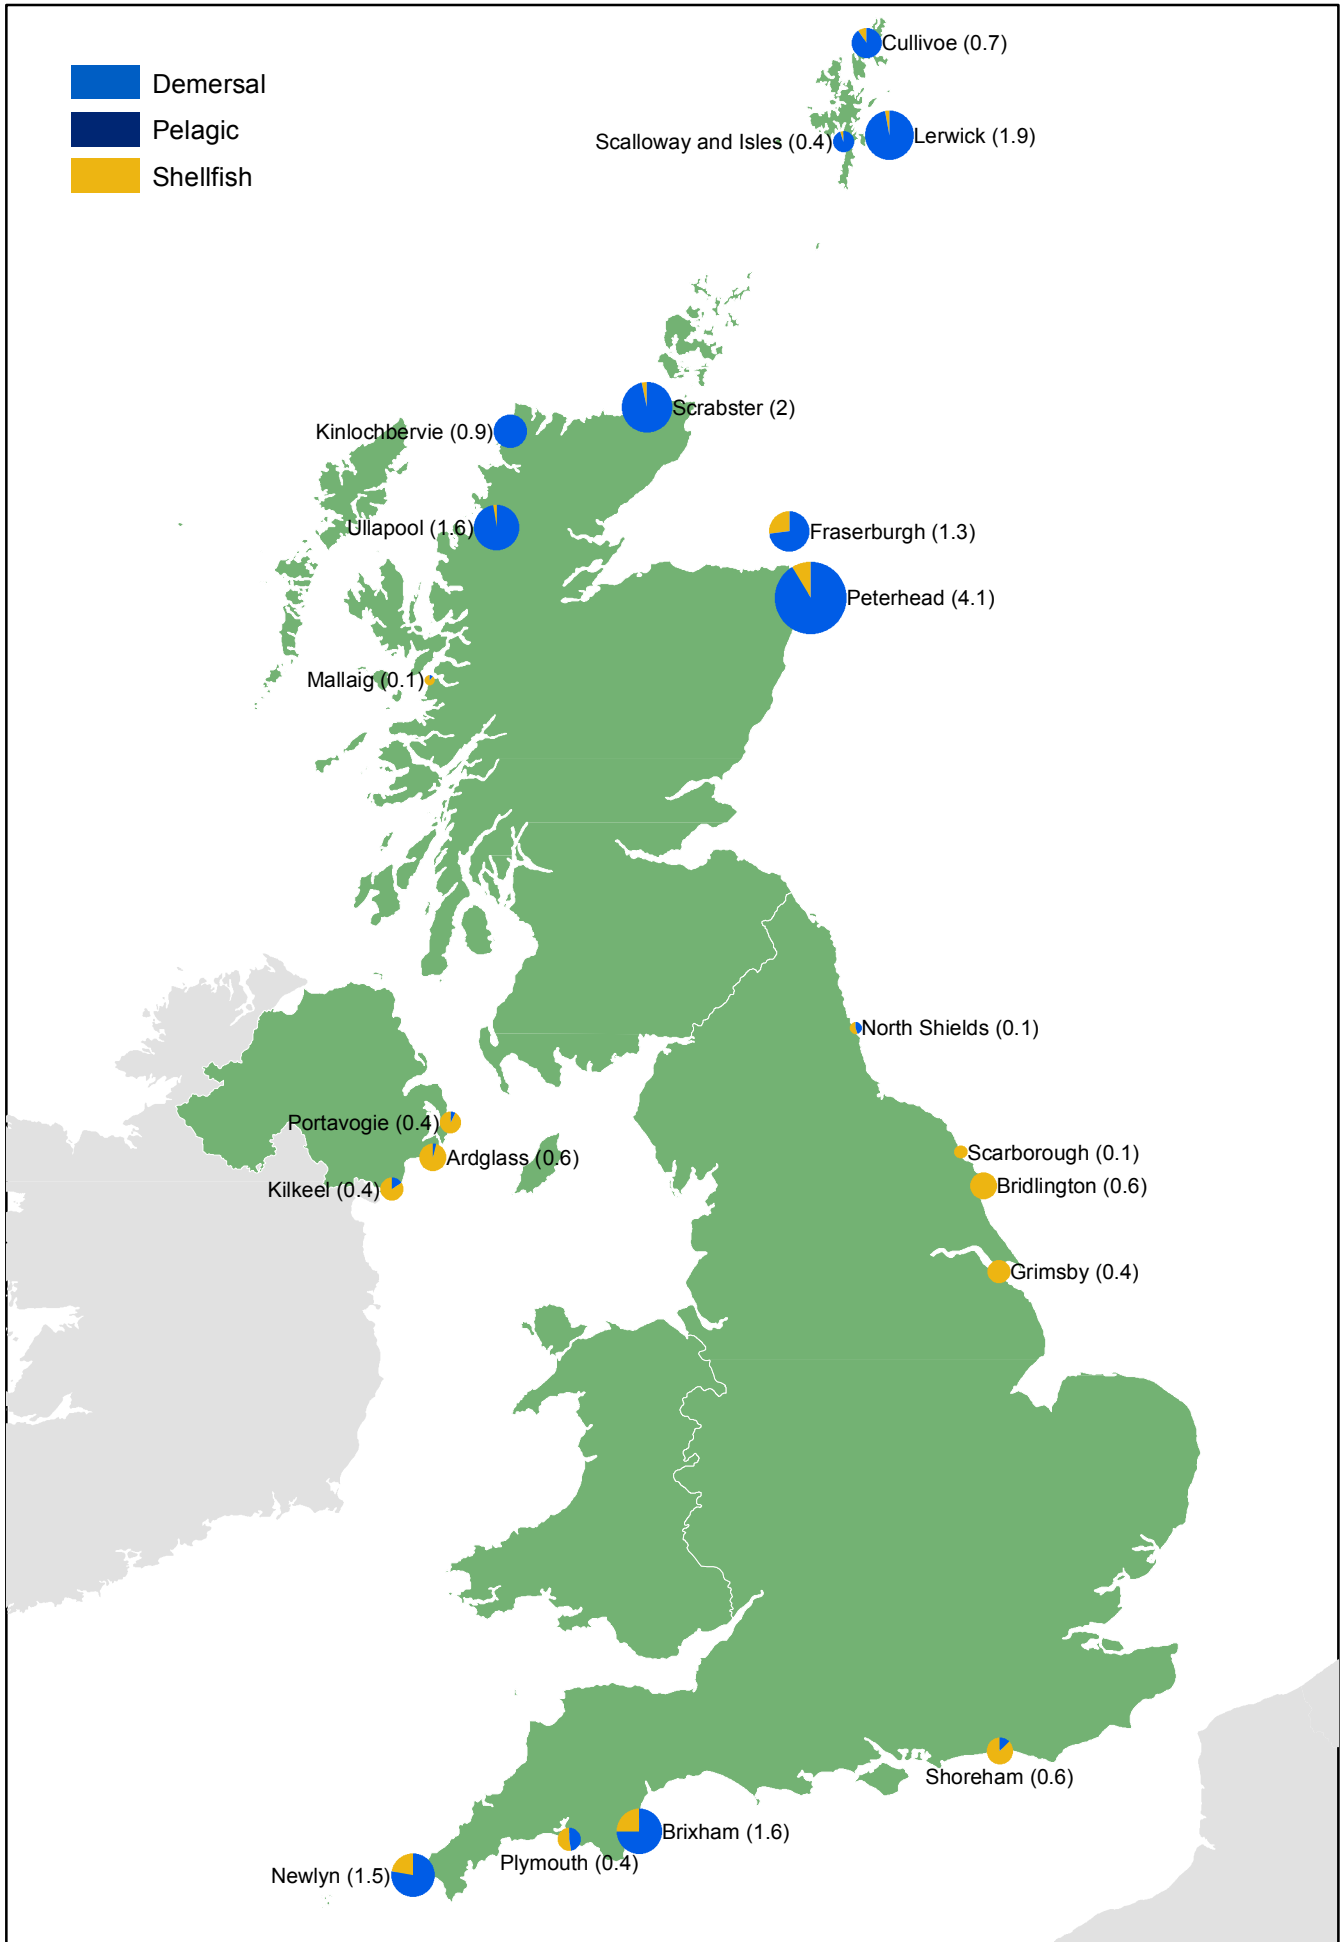 Cullivoe (0.7)
Demersal
Pelagic
Shellfish
Scalloway and Isles (0.4)
Lerwick (1.9)
Scrabster (2)
Kinlochbervie (0.9)
Ullapool (1.6)
Fraserburgh (1.3)
Peterhead (4.1)
Mallaig (0.1)
North Shields (0.1)
Portavogie (0.4)
Ardglass (0.6)
Scarborough (0.1)
Kilkeel (0.4)
Bridlington (0.6)
Grimsby (0.4)
Shoreham (0.6)
Brixham (1.6)
Plymouth (0.4)
Newlyn (1.5)